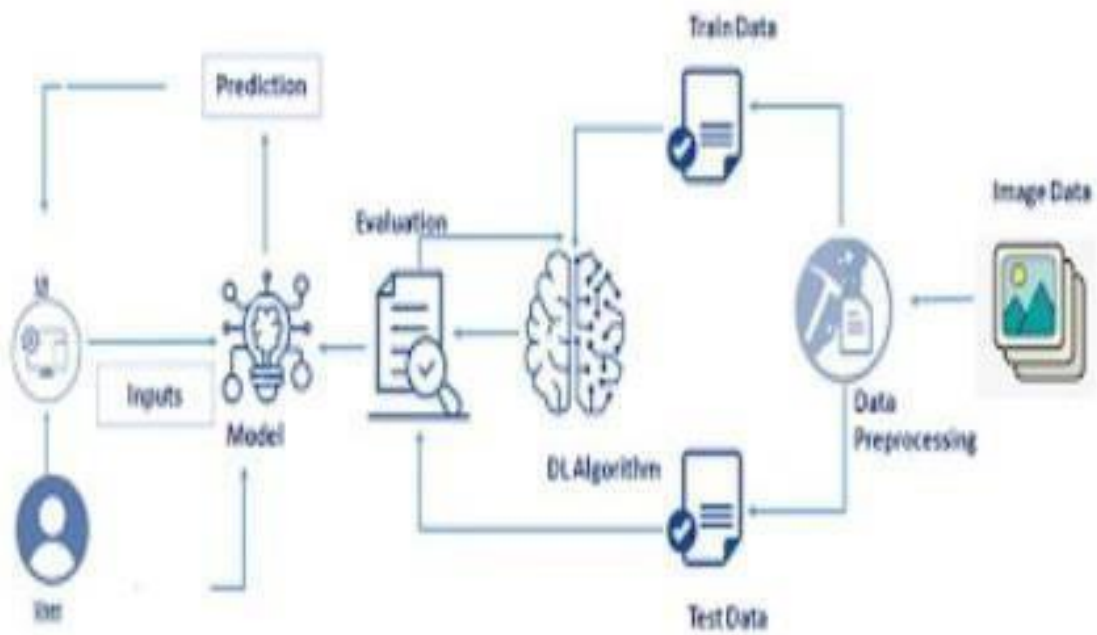 Train Data
Prediction
Image Data
Evaluation
Inputs
Data
Preprocessing
Model
DL Algorithm
Test Data